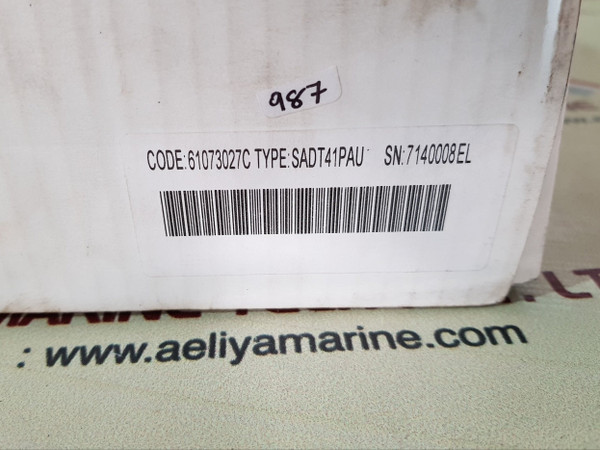 987
CODE:61073027C TYPE:SADT41PAU SN:7140008EL
: www.aeliyamarine.com